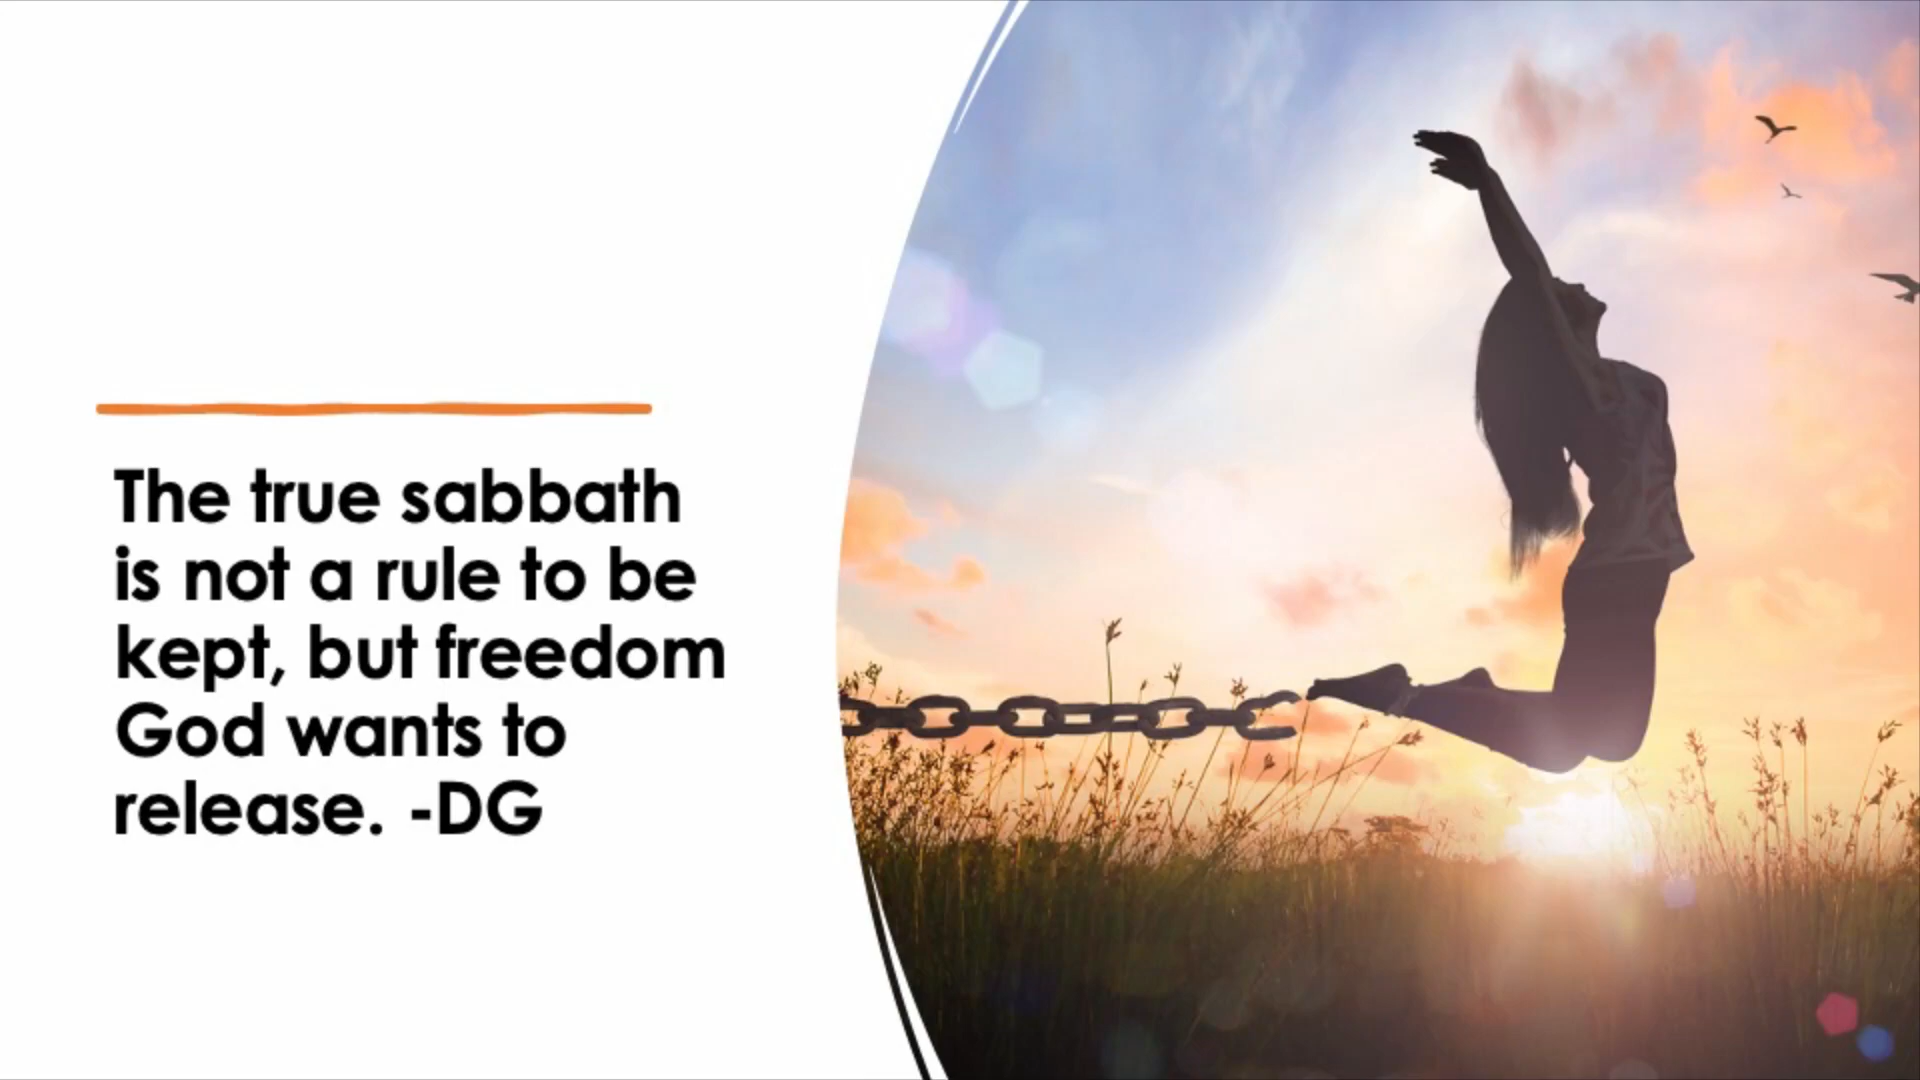 The true sabbath
is not a rule to be
kept, but freedom
God wants to
release. -DG